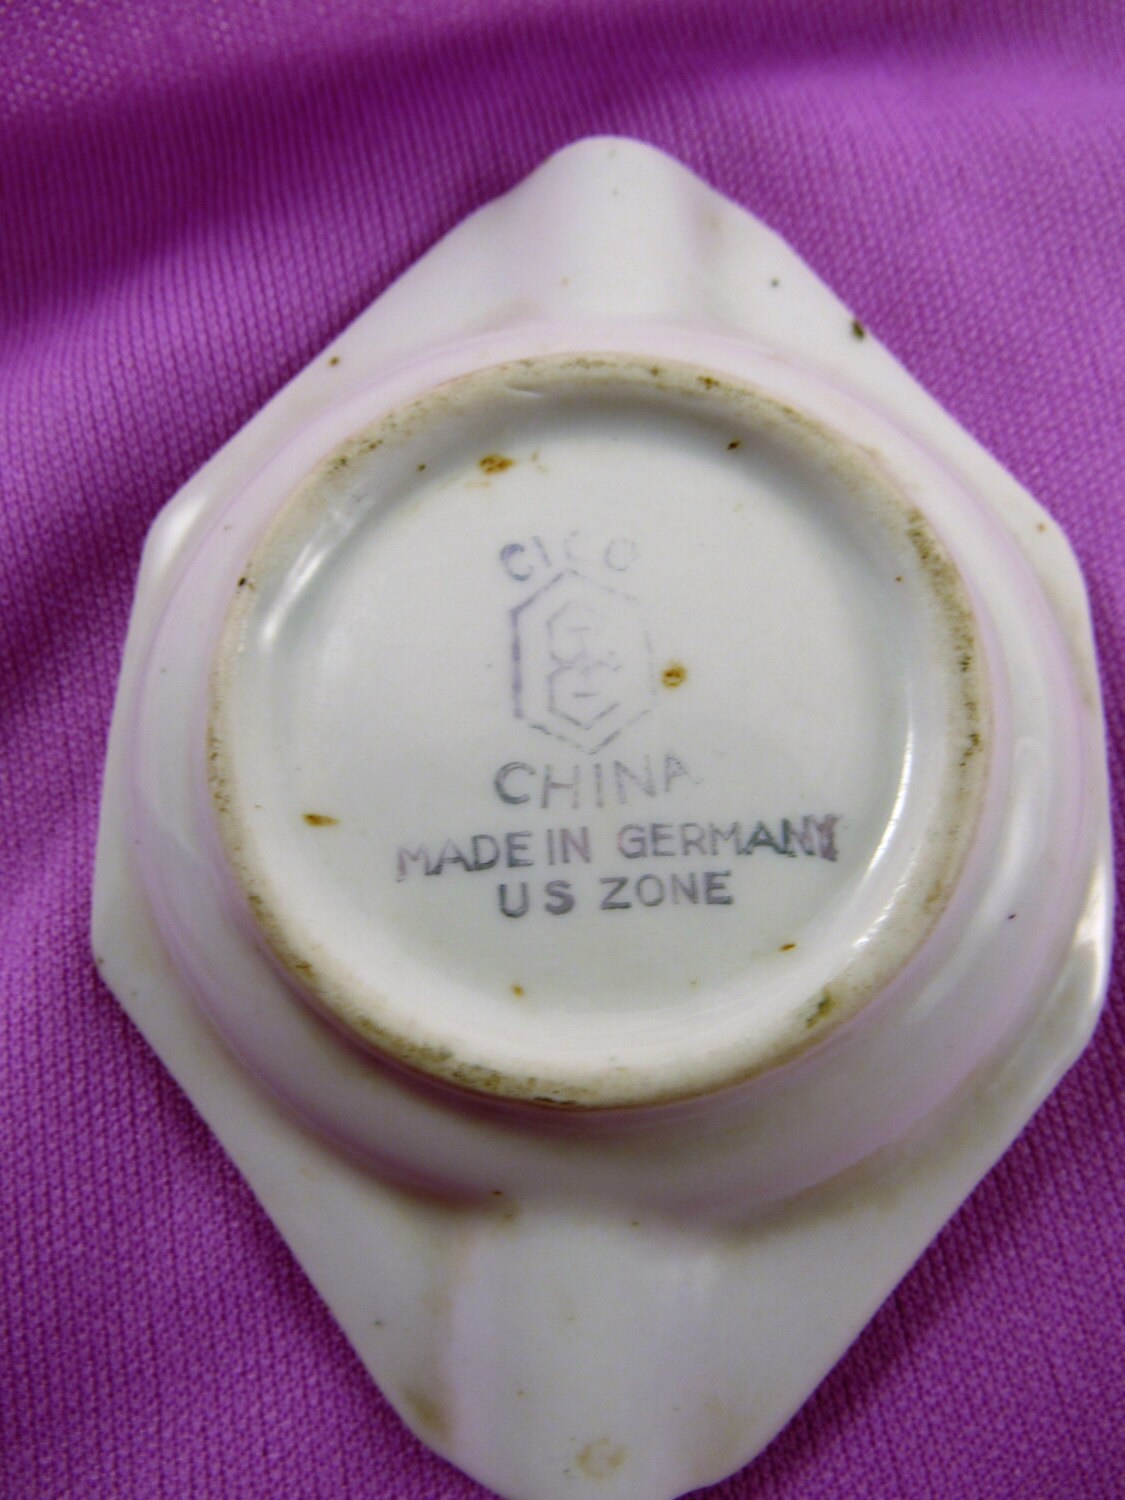 CICO
CHINA
MADE IN GERMANY
US ZONE